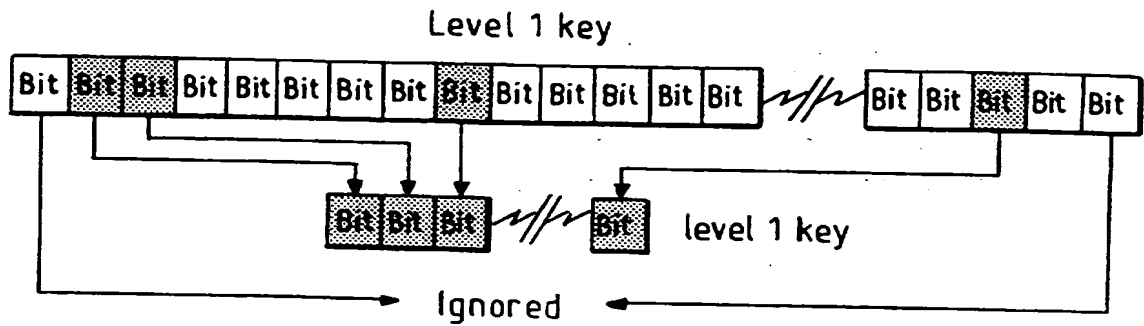 Level 1 key
Bit Bit Bit Bit Bit Bit Bit Bit Bit Bit Bit Bit Bit Bit Bit Bit Bit Bit Bit
Bit Bit Bit Bit level 1 key
Ignored